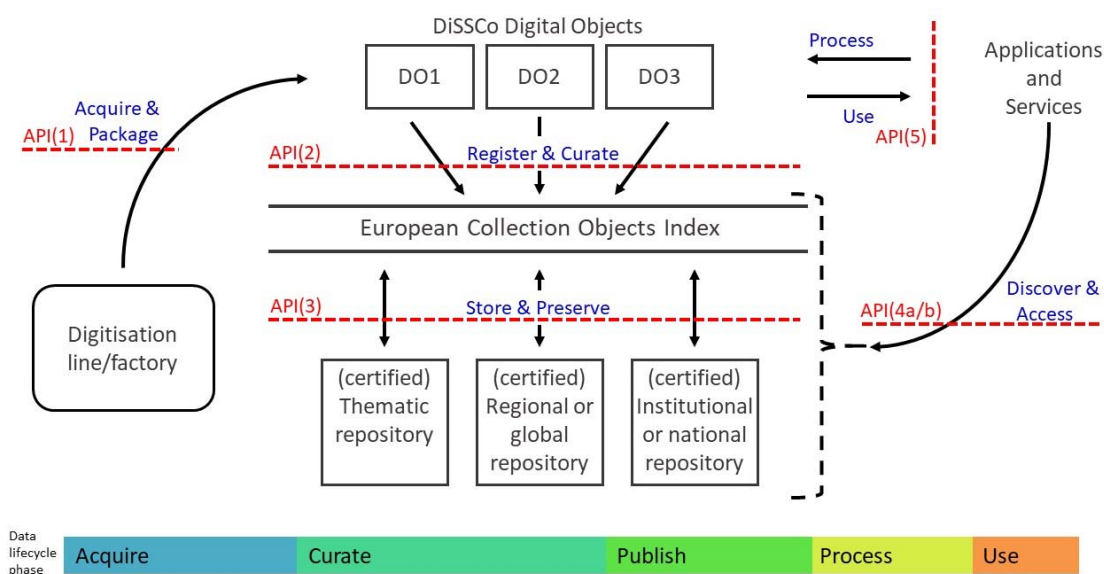 DiSSCo Digital Objects
DO1
DO2
DO3
Process
Use
API(5)
Applications
and
Services
Acquire &
Package
API(1)
API(2)
Register & Curate
European Collection Objects Index
API(3)
Store & Preserve
API(4a/b)
Discover &
Access
Digitisation
line/factory
(certified)
Thematic
repository
(certified)
Regional or
global
repository
(certified)
Institutional
or national
repository
Data
lifecycle
phase
Acquire
Curate
Publish
Process
Use